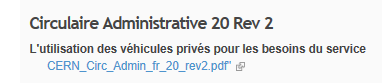 Circulaire Administrative 20 Rev 2
L'utilisation des véhicules privés pour les besoins du service
CERN_Circ_Admin_fr_20_rev2.pdf"